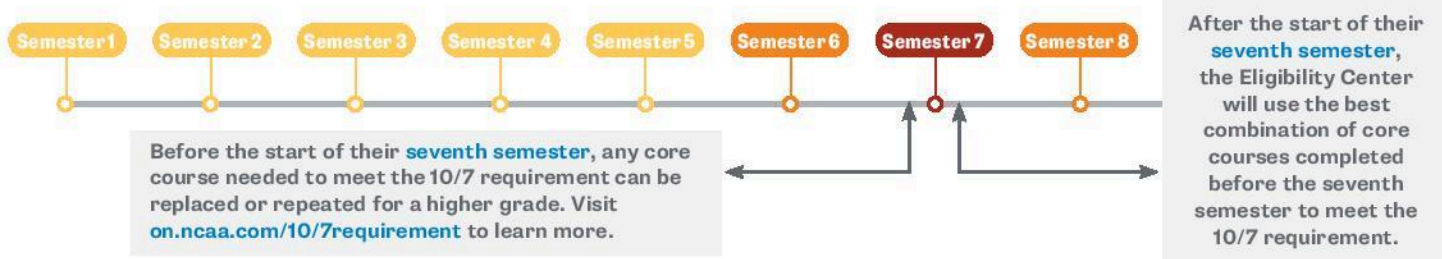 Semester 1
Semester 2
Semester 3
Semester 4
Semester 5
Semester 6
Semester 7
Semester 8
Before the start of their seventh semester, any core
course needed to meet the 10/7 requirement can be
replaced or repeated for a higher grade. Visit
on.ncaa.com/10/7requirement to learn more.
After the start of their
seventh semester,
the Eligibility Center
will use the best
combination of core
courses completed
before the seventh
semester to meet the
10/7 requirement.